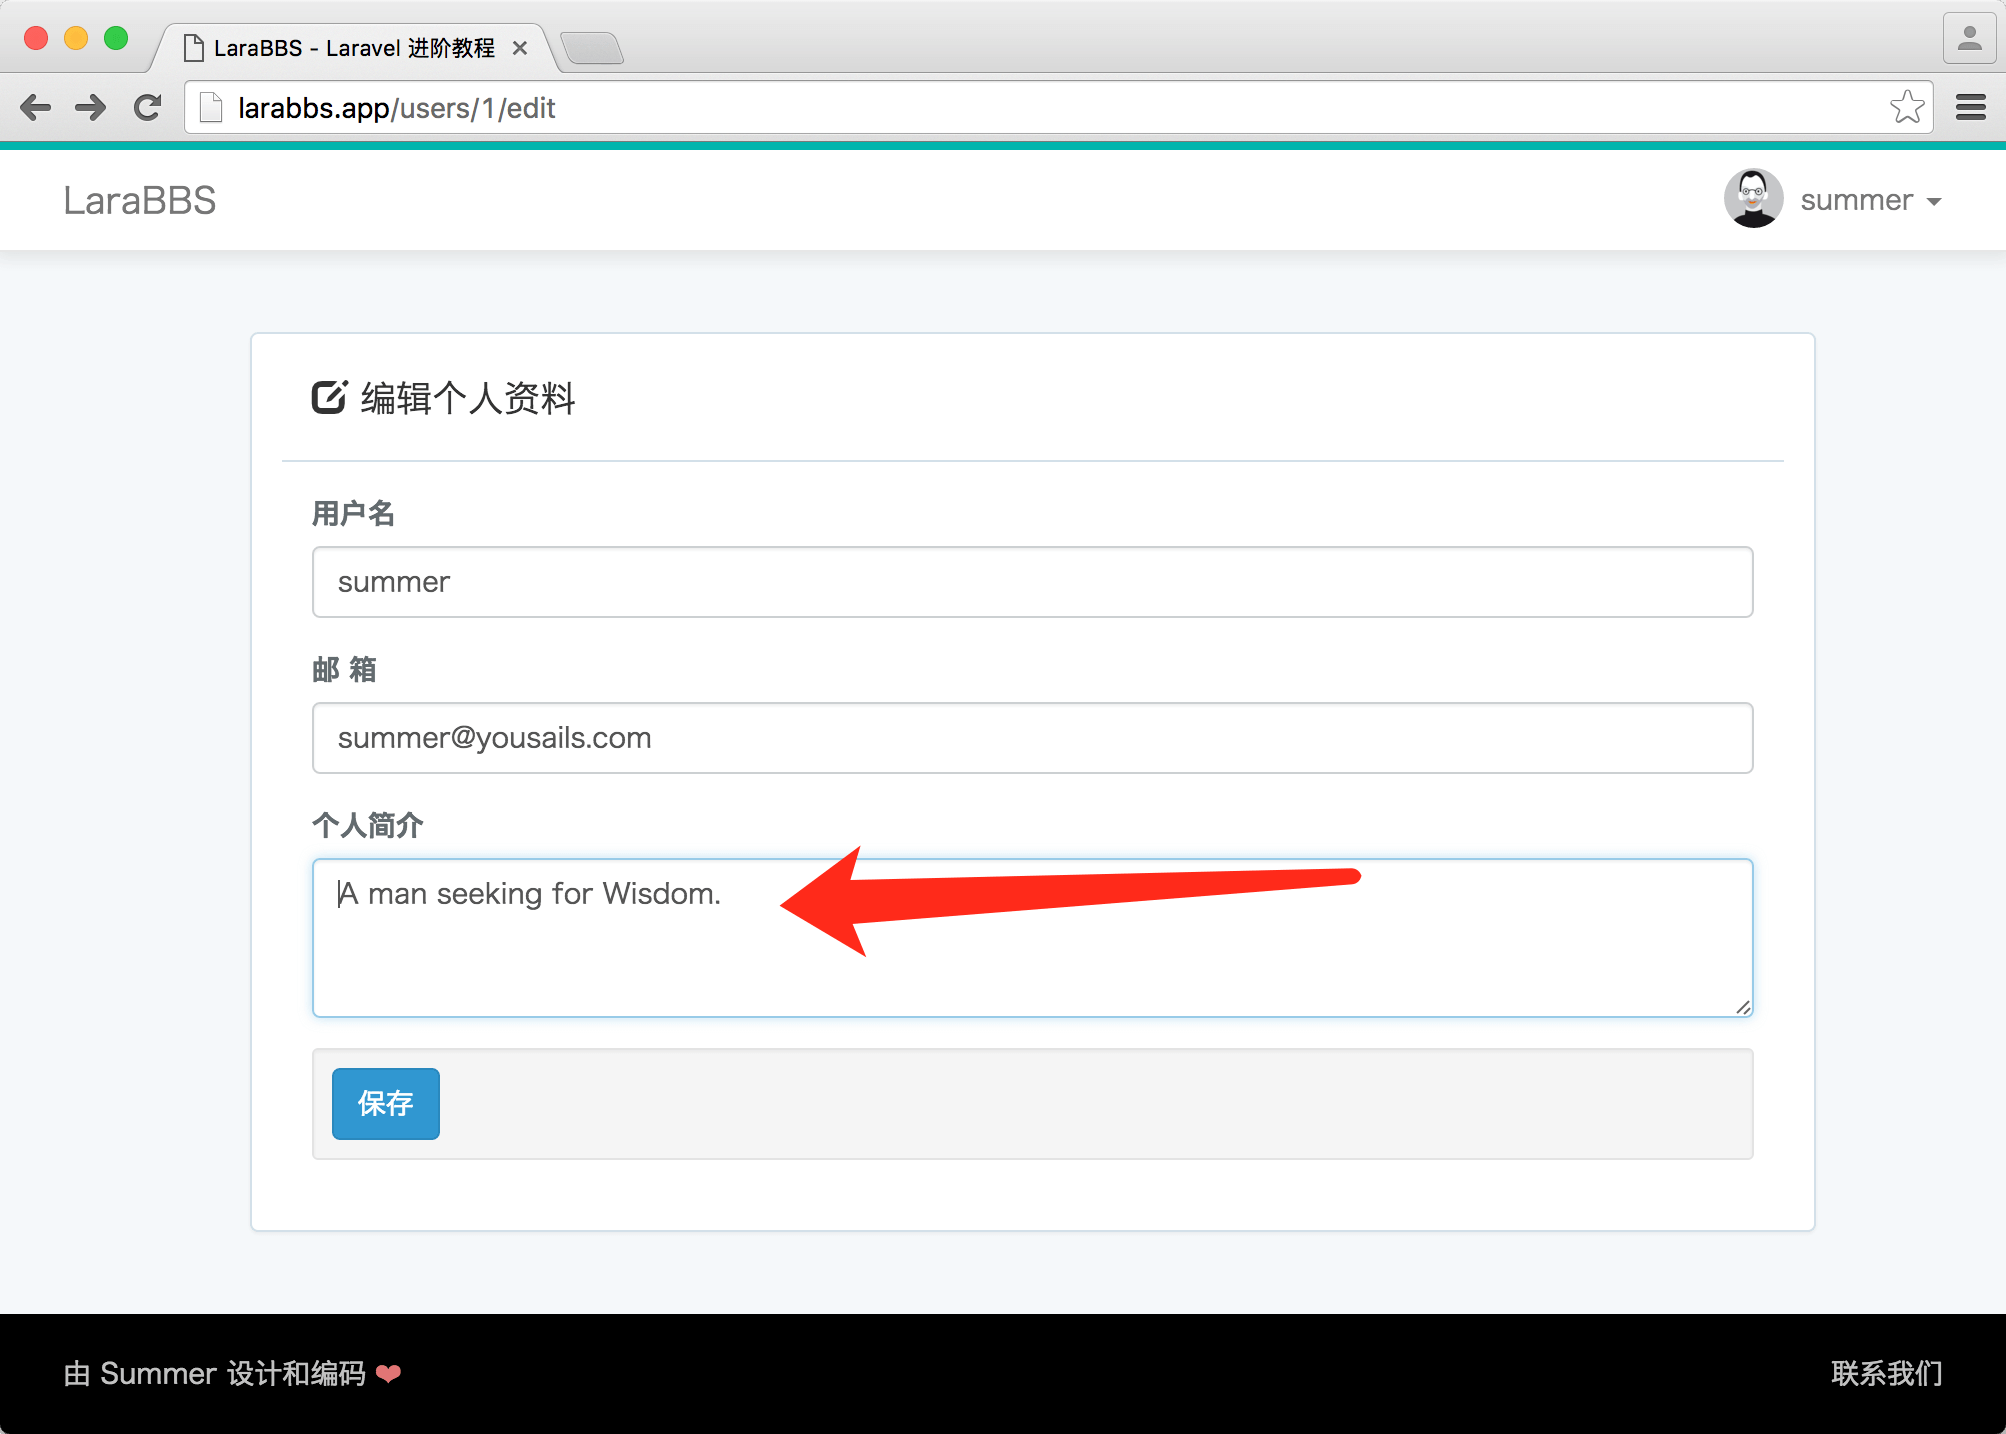 LaraBBS - Laravel 进阶教程
larabbs.app/users/1/edit
LaraBBS
summer
编辑个人资料
用户名
summer
邮 箱
summer@yousails.com
个人简介
A man seeking for Wisdom.
保存
由 Summer 设计和编码 ❤
联系我们